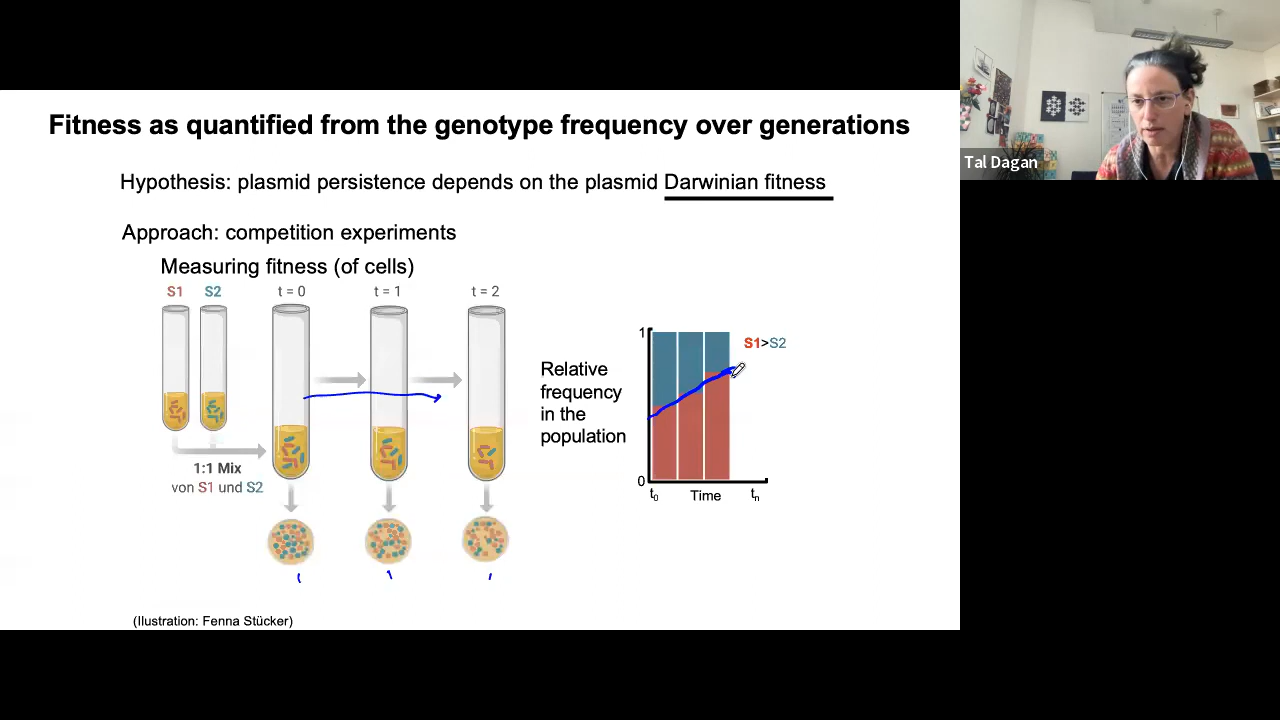 Fitness as quantified from the genotype frequency over generations
Hypothesis: plasmid persistence depends on the plasmid Darwinian fitness
Approach: competition experiments
Measuring fitness (of cells)
S1 S2 t = 0 t = 1 t = 2
1:1 Mix
von S1 und S2
Relative
frequency
in the
population
1
0
t0 Time tn
S1>S2
(Ilustration: Fenna Stücker)
Tal Dagan